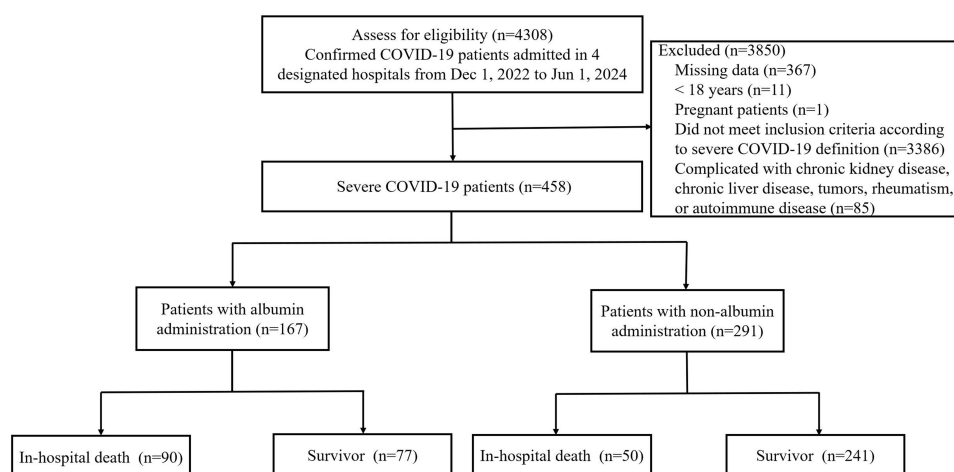 Assess for eligibility (n=4308)
Confirmed COVID-19 patients admitted in 4
designated hospitals from Dec 1, 2022 to Jun 1, 2024
Excluded (n=3850)
Missing data (n=367)
< 18 years (n=11)
Pregnant patients (n=1)
Did not meet inclusion criteria according
to severe COVID-19 definition (n=3386)
Complicated with chronic kidney disease,
chronic liver disease, tumors, rheumatism,
or autoimmune disease (n=85)
Severe COVID-19 patients (n=458)
Patients with albumin
administration (n=167)
Patients with non-albumin
administration (n=291)
In-hospital death (n=90)
Survivor (n=77)
In-hospital death (n=50)
Survivor (n=241)